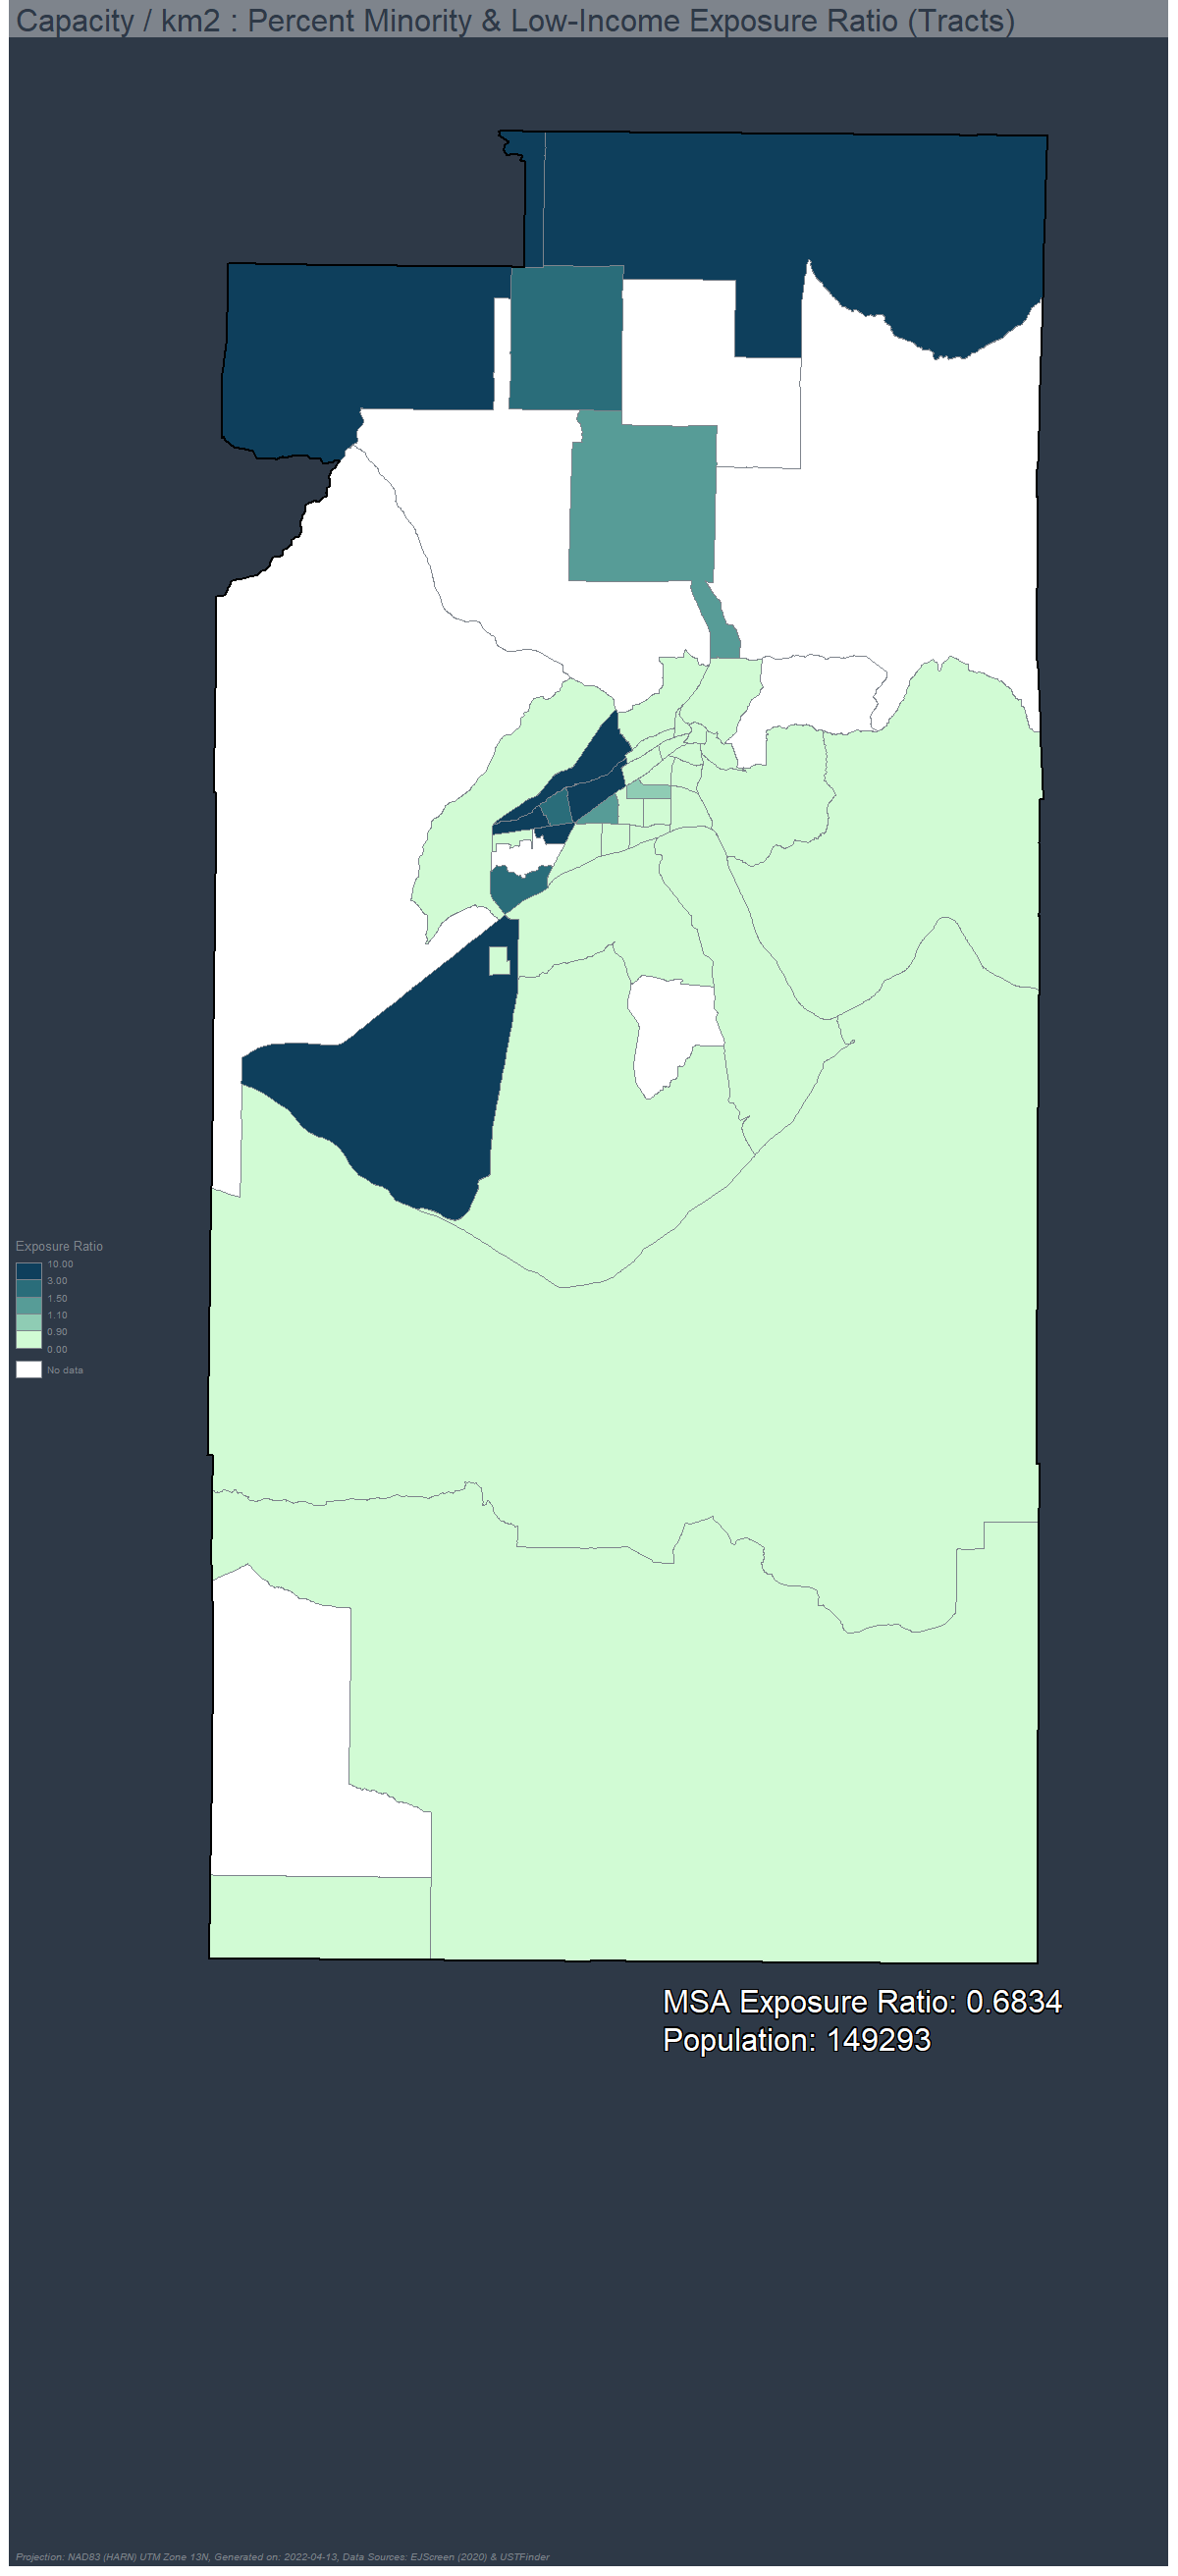 Capacity / km2 : Percent Minority & Low-Income Exposure Ratio (Tracts)
Exposure Ratio
10.00
3.00
1.50
1.10
0.90
0.00
No data
MSA Exposure Ratio: 0.6834
Population: 149293
Projection: NAD83 (HARN) UTM Zone 13N, Generated on: 2022-04-13, Data Sources: EJScreen (2020) & USTFinder